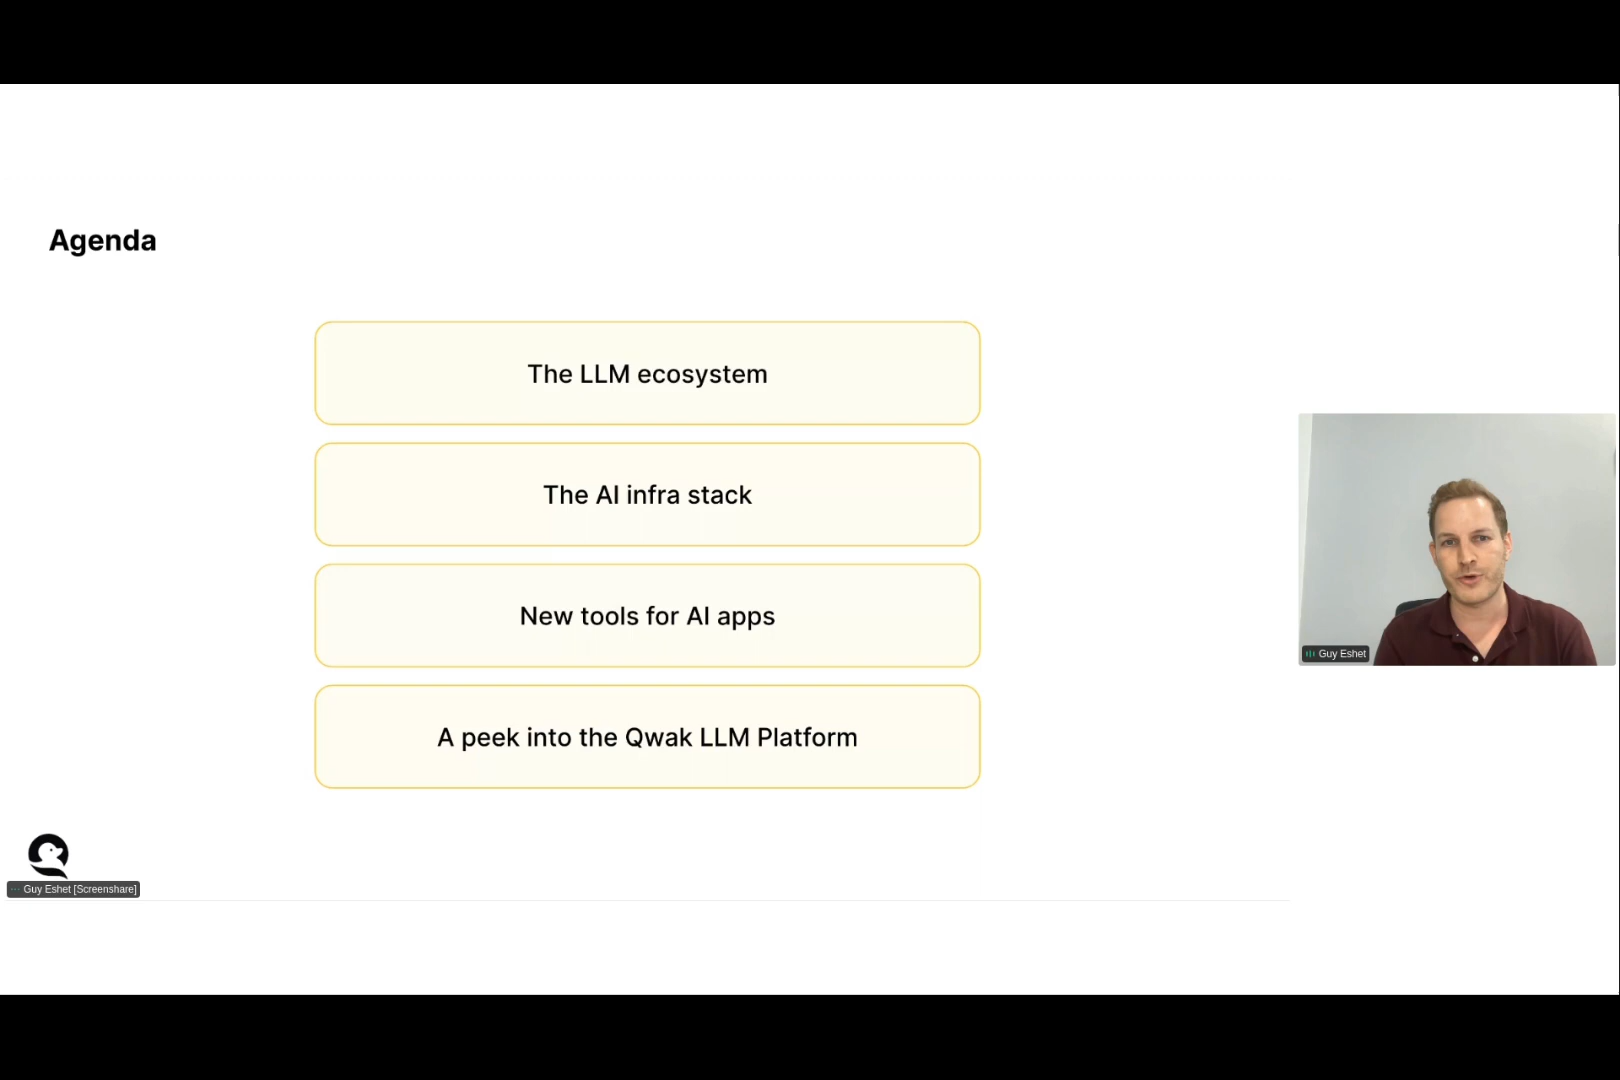 Agenda
The LLM ecosystem
The AI infra stack
New tools for AI apps
A peek into the Qwak LLM Platform
Guy Eshet
Guy Eshet [Screenshare]